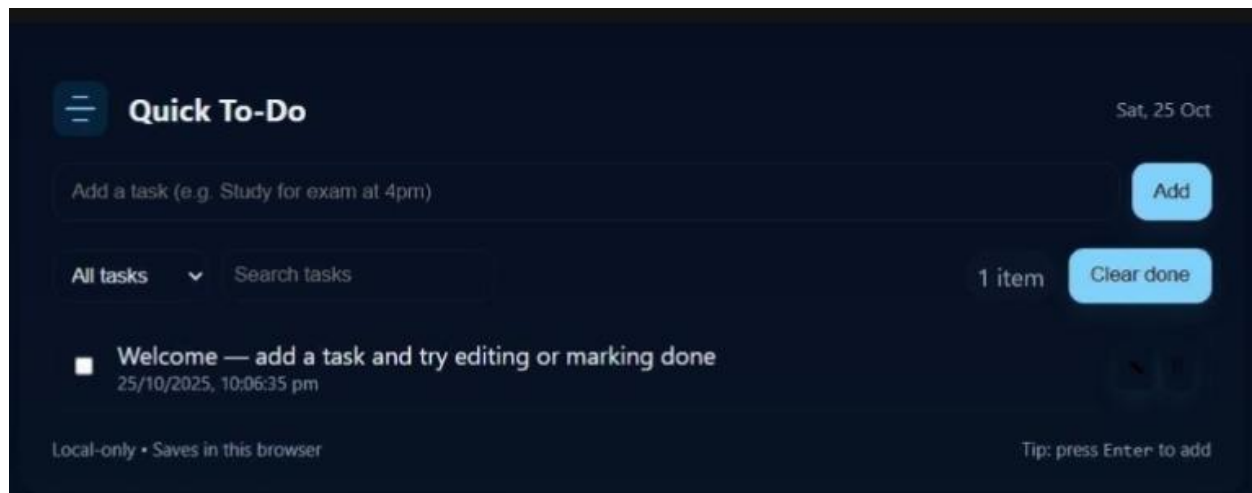 Quick To-Do
Sat, 25 Oct
Add a task (e.g. Study for exam at 4pm)
Add
All tasks
Search tasks
1 item
Clear done
Welcome — add a task and try editing or marking done
25/10/2025, 10:06:35 pm
Local-only • Saves in this browser
Tip: press Enter to add